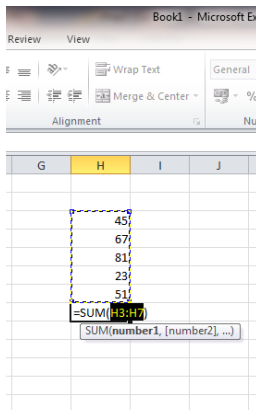 Book1 - Microsoft Ex
Review View
Wrap Text General
Merge & Center %
Alignment Nu
G H I J
45
67
81
23
51
=SUM(H3:H7)
SUM(number1, [number2], ...)